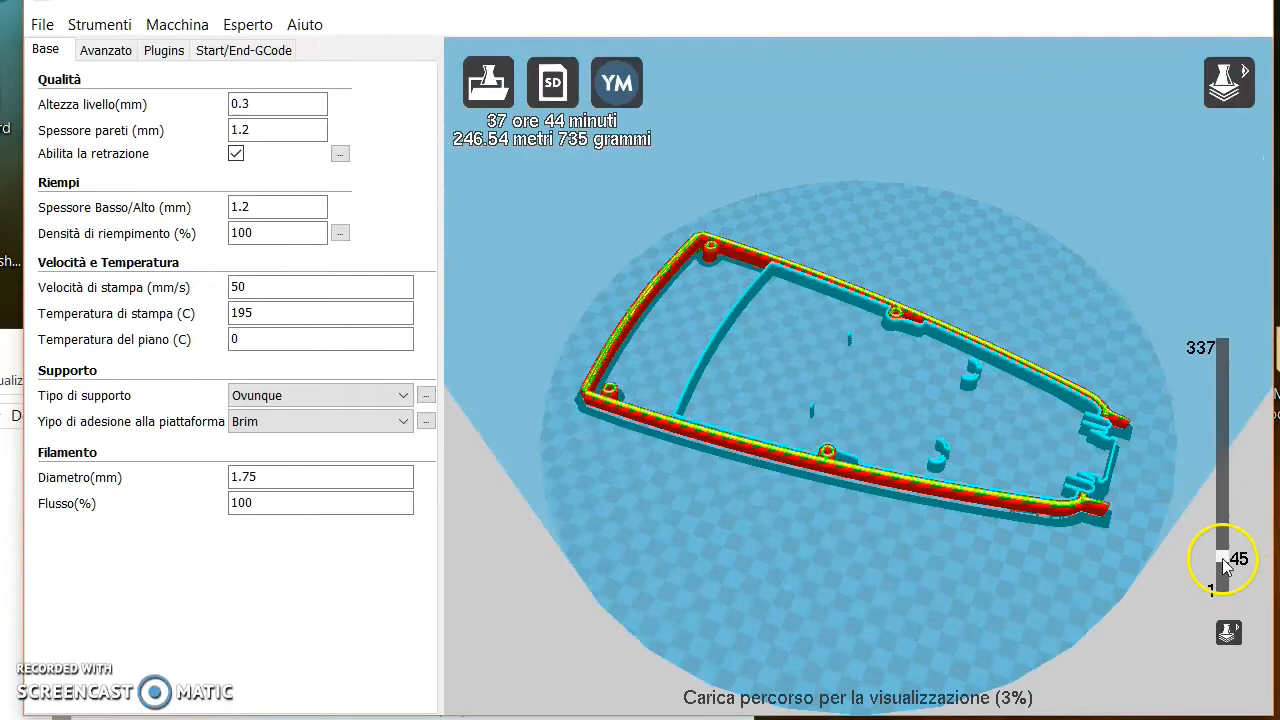 File Strumenti Macchina Esperto Aiuto
Base Avanzato Plugins Start/End-GCode
Qualità
Altezza livello(mm) 0.3
Spessore pareti (mm) 1.2
Abilita la retrazione ...
Riempi
Spessore Basso/Alto (mm) 1.2
Densità di riempimento (%) 100 ...
Velocità e Temperatura
Velocità di stampa (mm/s) 50
Temperatura di stampa (C) 195
Temperatura del piano (C) 0
Supporto
Tipo di supporto Ovunque ...
Yipo di adesione alla piattaforma Brim ...
Filamento
Diametro(mm) 1.75
Flusso(%) 100
SD YM
37 ore 44 minuti
246.54 metri 735 grammi
337
45
1
Carica percorso per la visualizzazione (3%)
RECORDED WITH
SCREENCAST MATIC